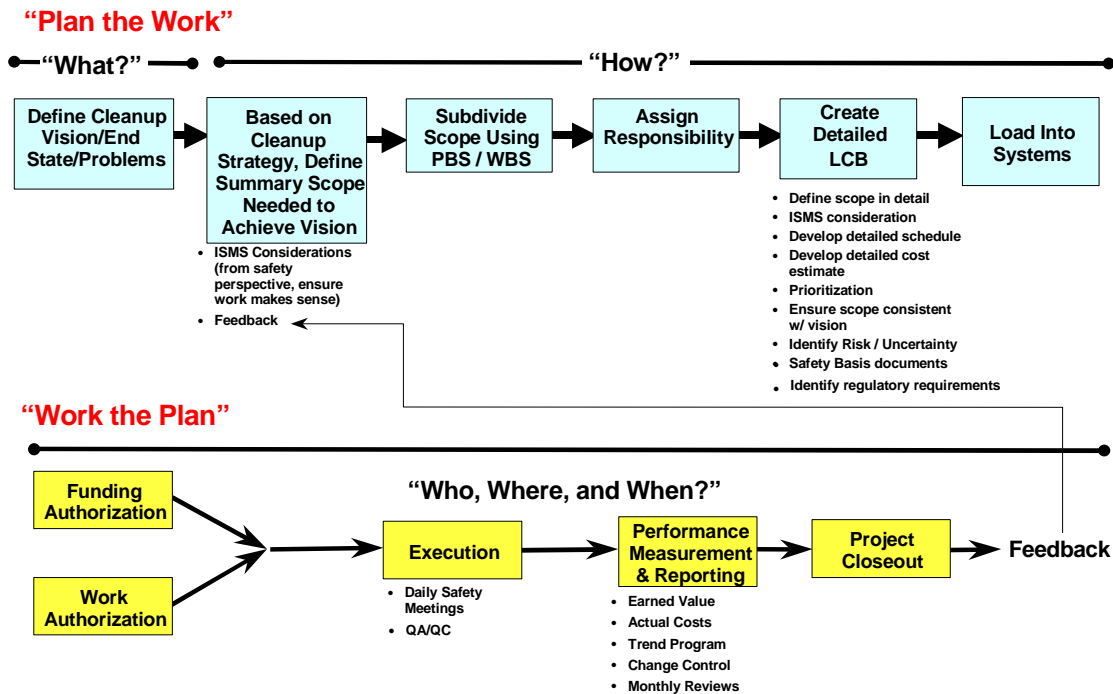 “Plan the Work”
“What?”
“How?”
Define Cleanup
Vision/End
State/Problems
Based on
Cleanup
Strategy, Define
Summary Scope
Needed to
Achieve Vision
Subdivide
Scope Using
PBS / WBS
Assign
Responsibility
Create
Detailed
LCB
Load Into
Systems
• ISMS Considerations
(from safety
perspective, ensure
work makes sense)
• Feedback
• Define scope in detail
• ISMS consideration
• Develop detailed schedule
• Develop detailed cost
estimate
• Prioritization
• Ensure scope consistent
w/ vision
• Identify Risk / Uncertainty
• Safety Basis documents
• Identify regulatory requirements
“Work the Plan”
“Who, Where, and When?”
Funding
Authorization
Work
Authorization
Execution
• Daily Safety
Meetings
• QA/QC
Performance
Measurement
& Reporting
• Earned Value
• Actual Costs
• Trend Program
• Change Control
• Monthly Reviews
Project
Closeout
Feedback